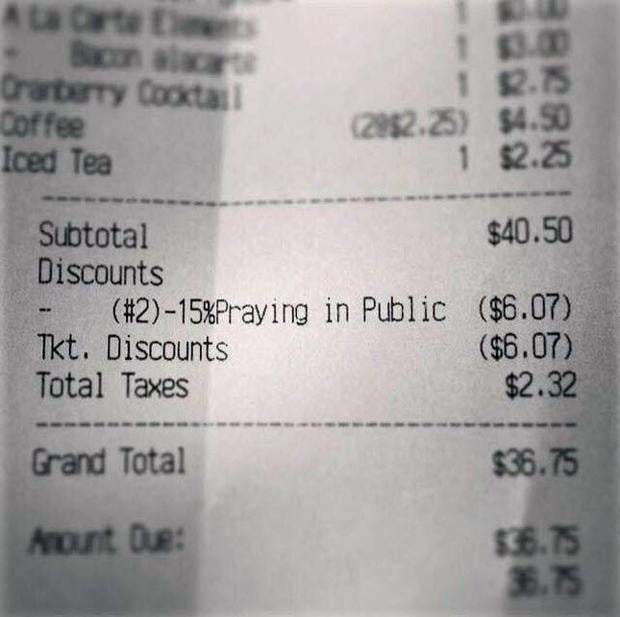 A La Carte Elements 1 $0.00
- Bacon alacarte 1 $3.00
Cranberry Cocktail 1 $2.75
Coffee (2@$2.25) $4.50
Iced Tea 1 $2.25
Subtotal $40.50
Discounts
- (#2)-15%Praying in Public ($6.07)
Tkt. Discounts ($6.07)
Total Taxes $2.32
Grand Total $36.75
Amount Due: $36.75
36.75